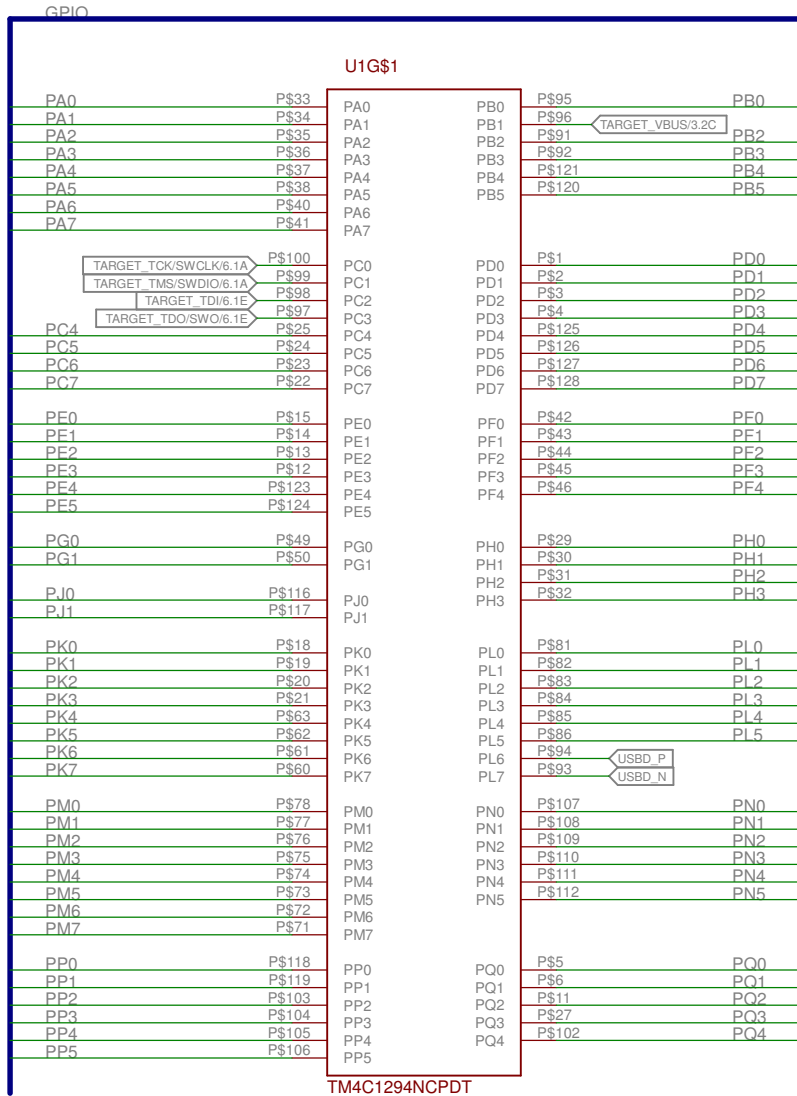 GPIO
U1G$1
PA0 P$33 PA0 PB0 P$95 PB0
PA1 P$34 PA1 PB1 P$96 TARGET_VBUS/3.2C
PA2 P$35 PA2 PB2 P$91 PB2
PA3 P$36 PA3 PB3 P$92 PB3
PA4 P$37 PA4 PB4 P$121 PB4
PA5 P$38 PA5 PB5 P$120 PB5
PA6 P$40 PA6
PA7 P$41 PA7
TARGET_TCK/SWCLK/6.1A P$100 PC0 PD0 P$1 PD0
TARGET_TMS/SWDIO/6.1A P$99 PC1 PD1 P$2 PD1
TARGET_TDI/6.1E P$98 PC2 PD2 P$3 PD2
TARGET_TDO/SWO/6.1E P$97 PC3 PD3 P$4 PD3
PC4 P$25 PC4 PD4 P$125 PD4
PC5 P$24 PC5 PD5 P$126 PD5
PC6 P$23 PC6 PD6 P$127 PD6
PC7 P$22 PC7 PD7 P$128 PD7
PE0 P$15 PE0 PF0 P$42 PF0
PE1 P$14 PE1 PF1 P$43 PF1
PE2 P$13 PE2 PF2 P$44 PF2
PE3 P$12 PE3 PF3 P$45 PF3
PE4 P$123 PE4 PF4 P$46 PF4
PE5 P$124 PE5
PG0 P$49 PG0 PH0 P$29 PH0
PG1 P$50 PG1 PH1 P$30 PH1
PH2 P$31 PH2
PJ0 P$116 PJ0 PH3 P$32 PH3
PJ1 P$117 PJ1
PK0 P$18 PK0 PL0 P$81 PL0
PK1 P$19 PK1 PL1 P$82 PL1
PK2 P$20 PK2 PL2 P$83 PL2
PK3 P$21 PK3 PL3 P$84 PL3
PK4 P$63 PK4 PL4 P$85 PL4
PK5 P$62 PK5 PL5 P$86 PL5
PK6 P$61 PK6 PL6 P$94 USBD_P
PK7 P$60 PK7 PL7 P$93 USBD_N
PM0 P$78 PM0 PN0 P$107 PN0
PM1 P$77 PM1 PN1 P$108 PN1
PM2 P$76 PM2 PN2 P$109 PN2
PM3 P$75 PM3 PN3 P$110 PN3
PM4 P$74 PM4 PN4 P$111 PN4
PM5 P$73 PM5 PN5 P$112 PN5
PM6 P$72 PM6
PM7 P$71 PM7
PP0 P$118 PP0 PQ0 P$5 PQ0
PP1 P$119 PP1 PQ1 P$6 PQ1
PP2 P$103 PP2 PQ2 P$11 PQ2
PP3 P$104 PP3 PQ3 P$27 PQ3
PP4 P$105 PP4 PQ4 P$102 PQ4
PP5 P$106 PP5
TM4C1294NCPDT